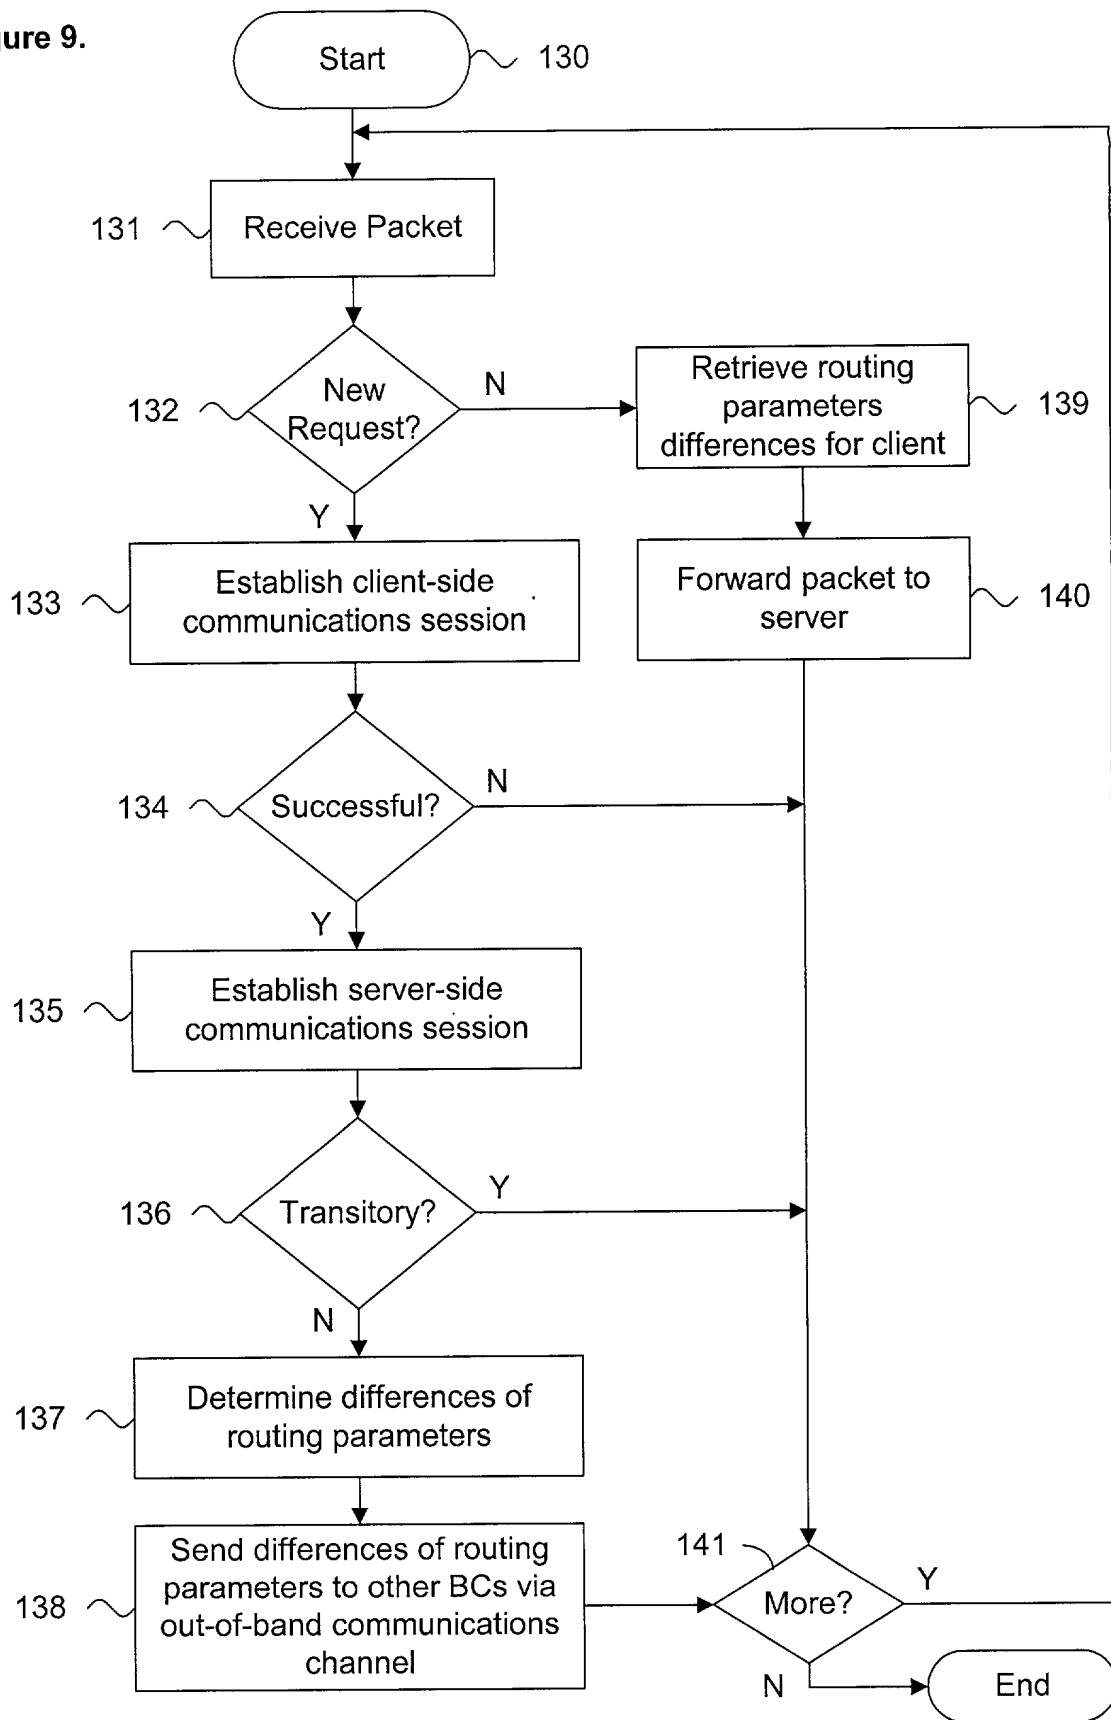 gure 9.
Start
130
131
Receive Packet
132
New
Request?
N
Y
Retrieve routing
parameters
differences for client
139
133
Establish client-side
communications session
Forward packet to
server
140
134
Successful?
N
Y
135
Establish server-side
communications session
136
Transitory?
Y
N
137
Determine differences of
routing parameters
138
Send differences of routing
parameters to other BCs via
out-of-band communications
channel
141
More?
Y
N
End